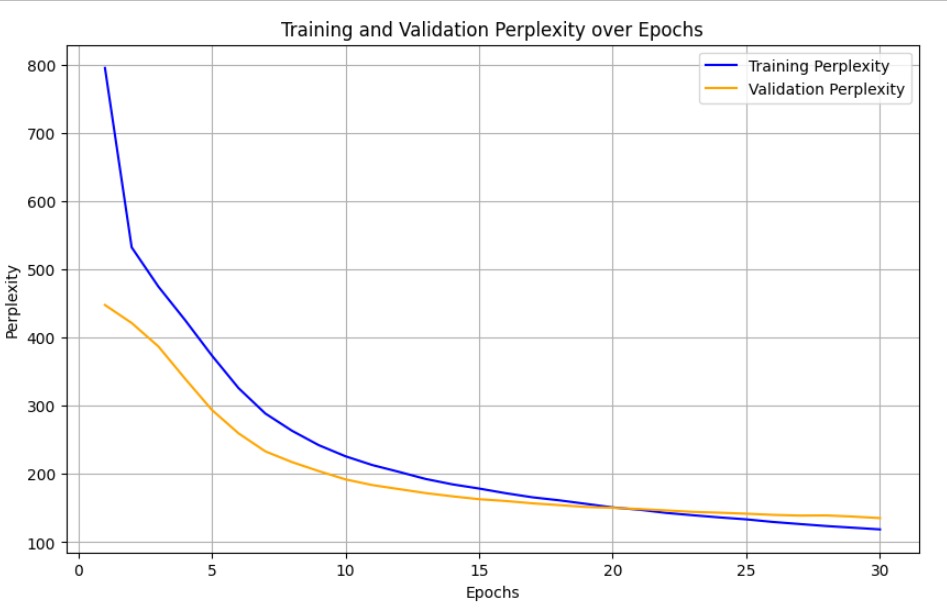 Training and Validation Perplexity over Epochs
Training Perplexity
Validation Perplexity
800
700
600
500
400
300
200
100
Perplexity
0 5 10 15 20 25 30
Epochs